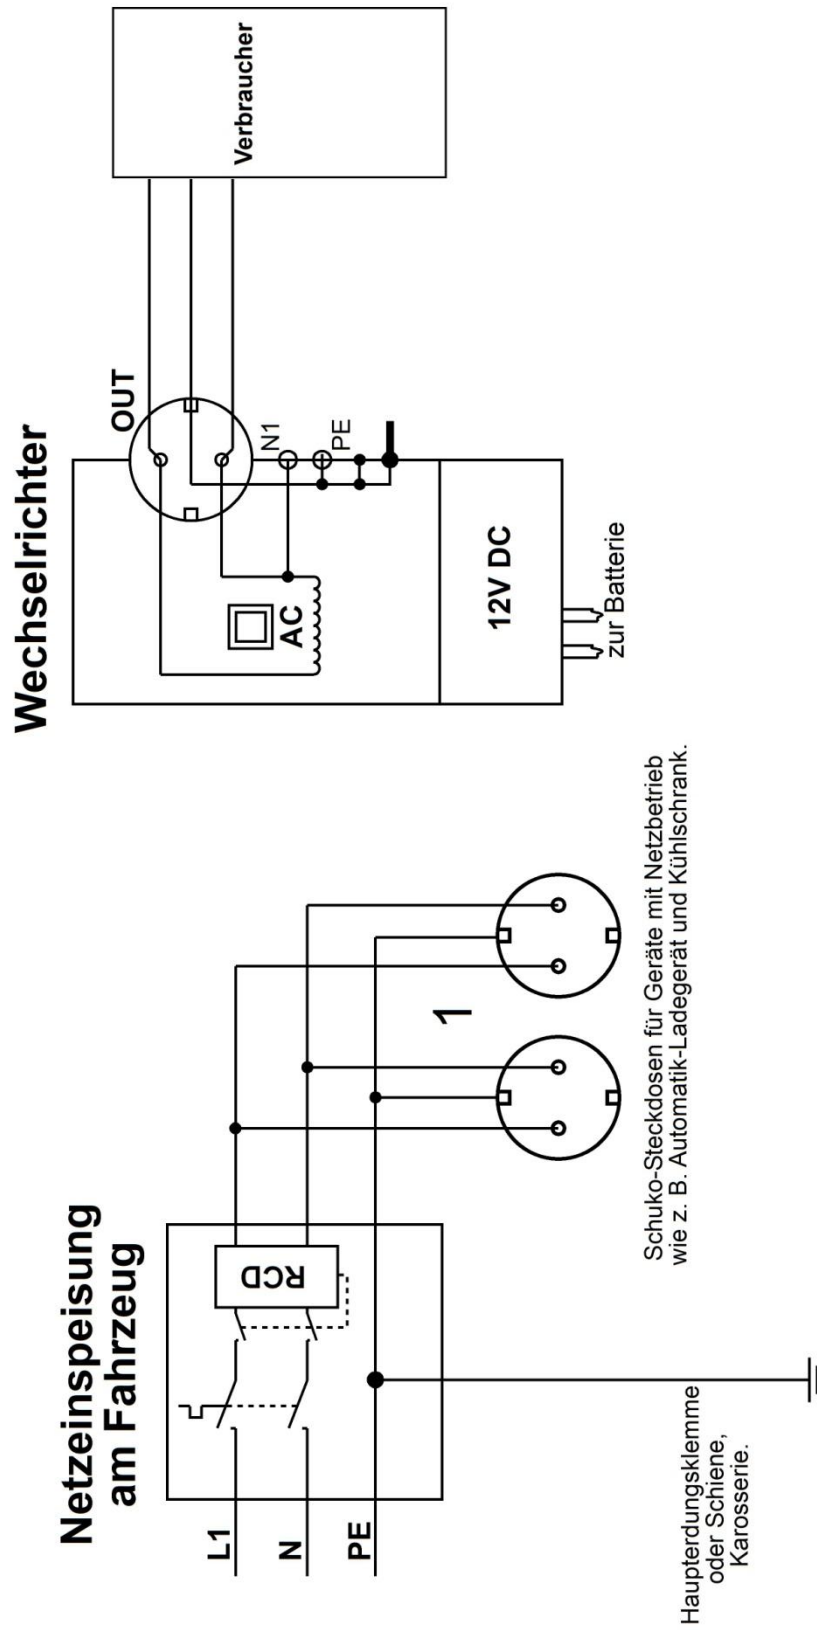 Netzeinspeisung
am Fahrzeug
L1
N
PE
RCD
Haupterdungsklemme
oder Schiene,
Karosserie.
1
Schuko-Steckdosen für Geräte mit Netzbetrieb
wie z. B. Automatik-Ladegerät und Kühlschrank.
Wechselrichter
AC
OUT
N1
PE
12V DC
zur Batterie
Verbraucher